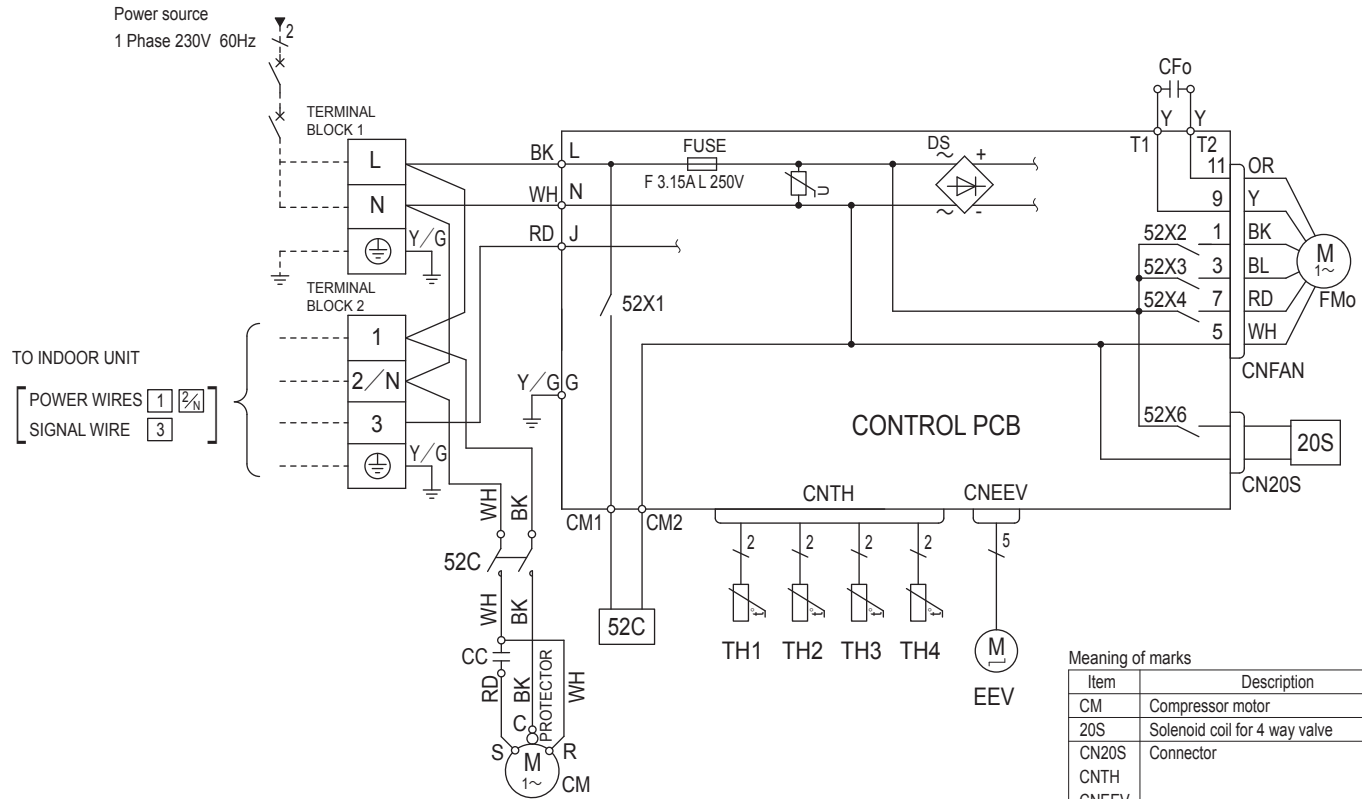 Power source
1 Phase 230V 60Hz
2
TERMINAL
BLOCK 1
L
N
Y/G
BK
L
WH
N
RD
J
FUSE
F 3.15A L 250V
U
DS
~
+
~
-
CFo
Y
Y
T1
T2
11
OR
9
Y
52X2
1
BK
52X3
3
BL
52X4
7
RD
5
WH
M
1~
FMo
CNFAN
52X1
TERMINAL
BLOCK 2
1
2/N
3
Y/G
TO INDOOR UNIT
POWER WIRES 1 2/N
SIGNAL WIRE 3
Y/G
G
CONTROL PCB
52X6
20S
CN20S
CM1
CM2
CNTH
CNEEV
WH
BK
52C
WH
BK
52C
2
2
2
2
5
t°
t°
t°
t°
TH1
TH2
TH3
TH4
M
EEV
CC
RD
BK
PROTECTOR
WH
C
S
R
M
1~
CM
Meaning of marks
Item
Description
CM
Compressor motor
20S
Solenoid coil for 4 way valve
CN20S
Connector
CNTH
CNEEV